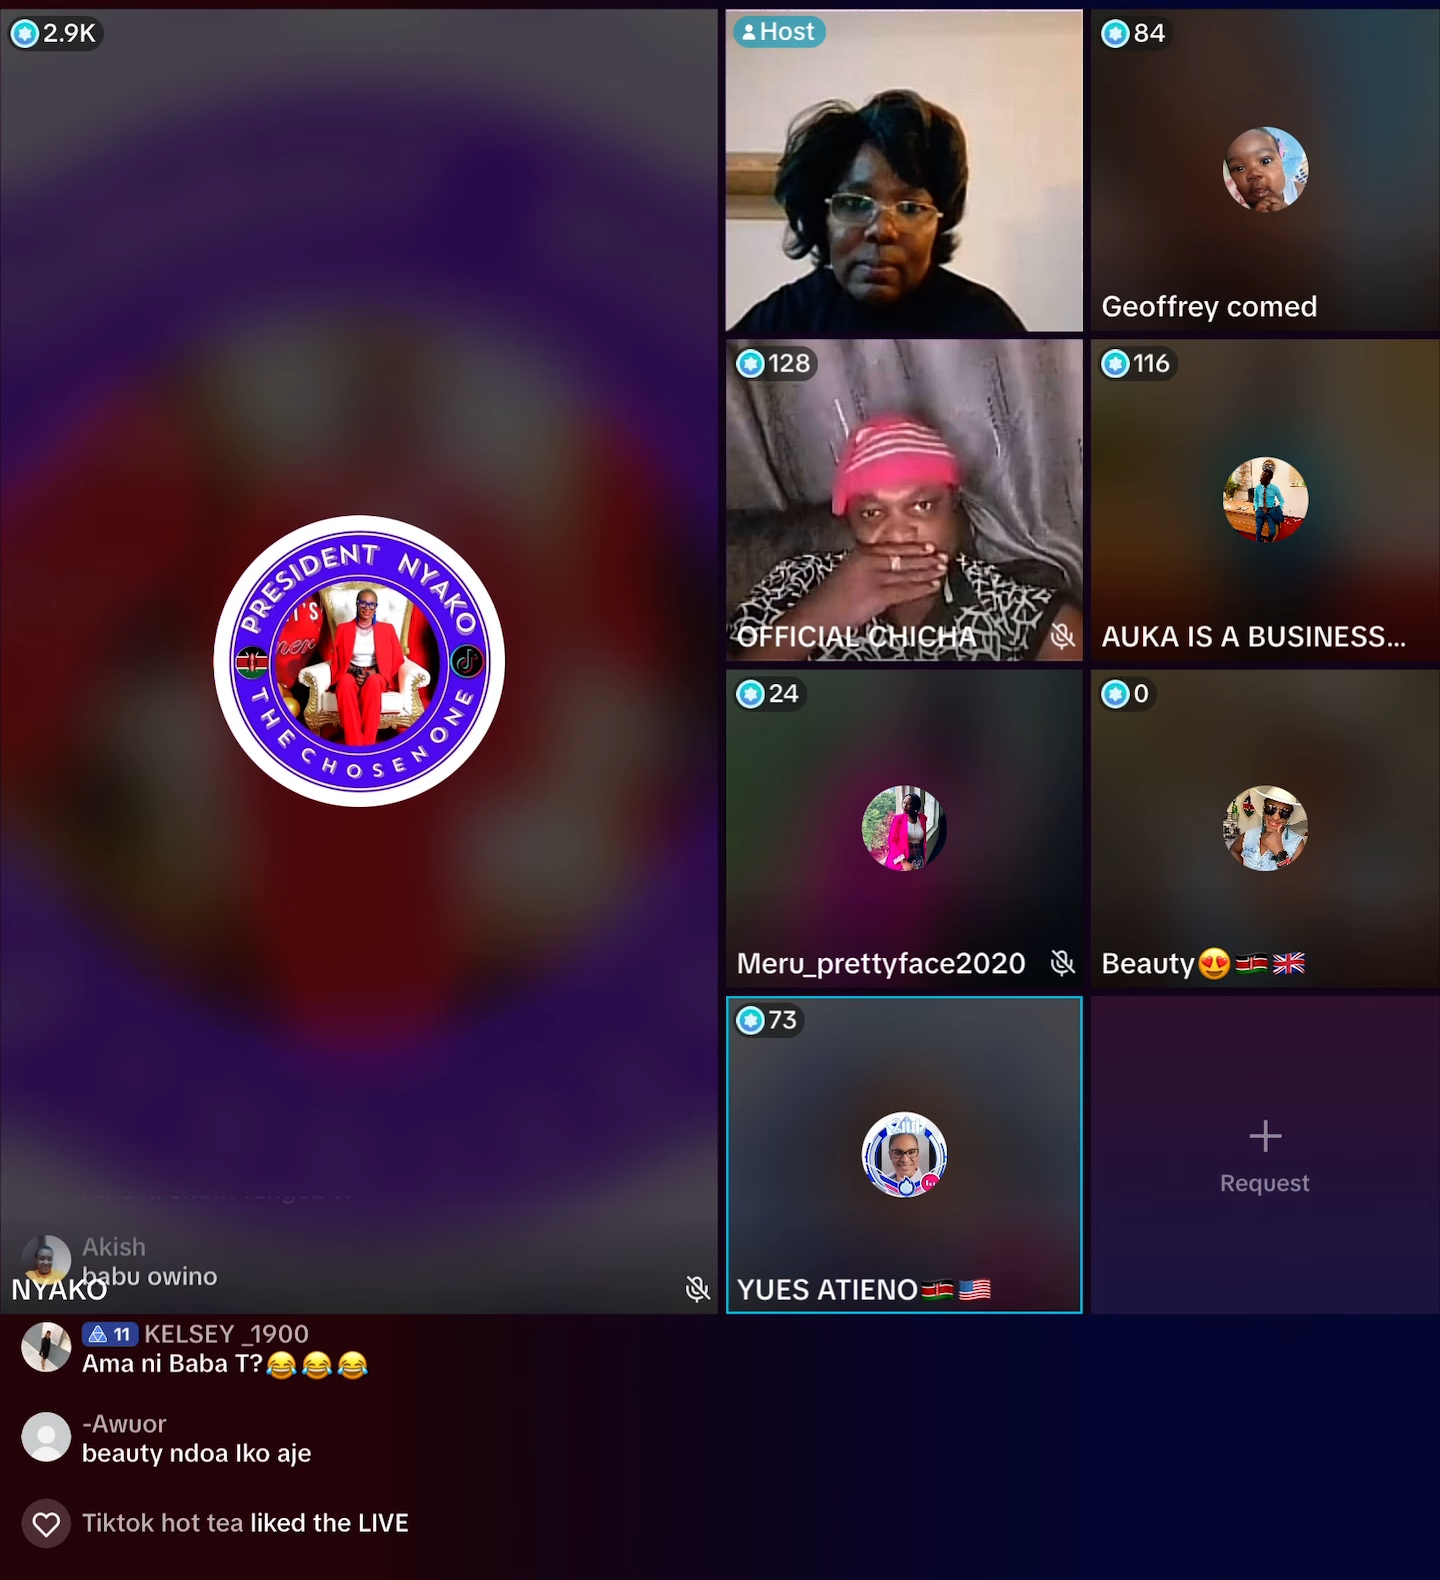 2.9K
PRESIDENT NYAKO
THE CHOSEN ONE
NYAKO
Host
84
Geoffrey comed
128
OFFICIAL CHICHA
116
AUKA IS A BUSINESS...
24
Meru_prettyface2020
0
Beauty😍🇰🇪🇬🇧
73
YUES ATIENO🇰🇪🇺🇸
Request
Akish
babu owino
11 KELSEY _1900
Ama ni Baba T?😂😂😂
-Awuor
beauty ndoa Iko aje
Tiktok hot tea liked the LIVE